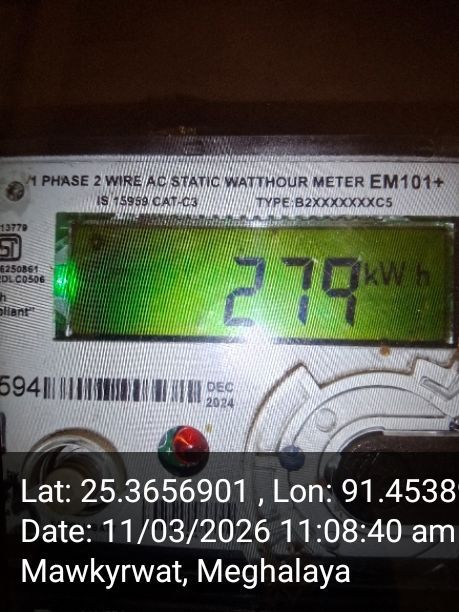 1 PHASE 2 WIRE AC STATIC WATTHOUR METER EM101+
IS 15959 CAT-C3 TYPE:B2XXXXXXXC5
13779
6250861
DLC0506
279 kWh
594
DEC
2024
Lat: 25.3656901 , Lon: 91.4538
Date: 11/03/2026 11:08:40 am
Mawkyrwat, Meghalaya